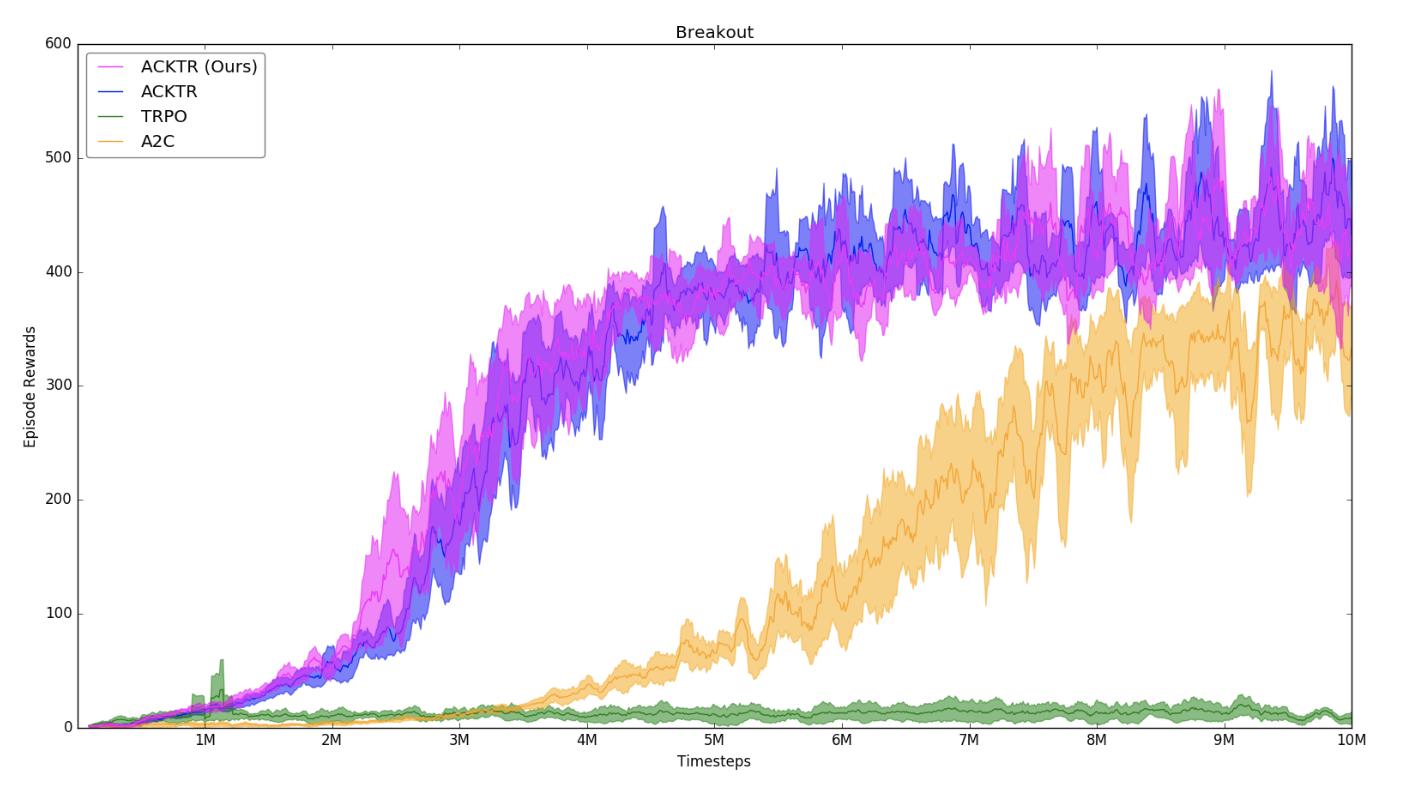 Breakout
600
500
400
300
200
100
0
Episode Rewards
ACKTR (Ours)
ACKTR
TRPO
A2C
1M 2M 3M 4M 5M 6M 7M 8M 9M 10M
Timesteps